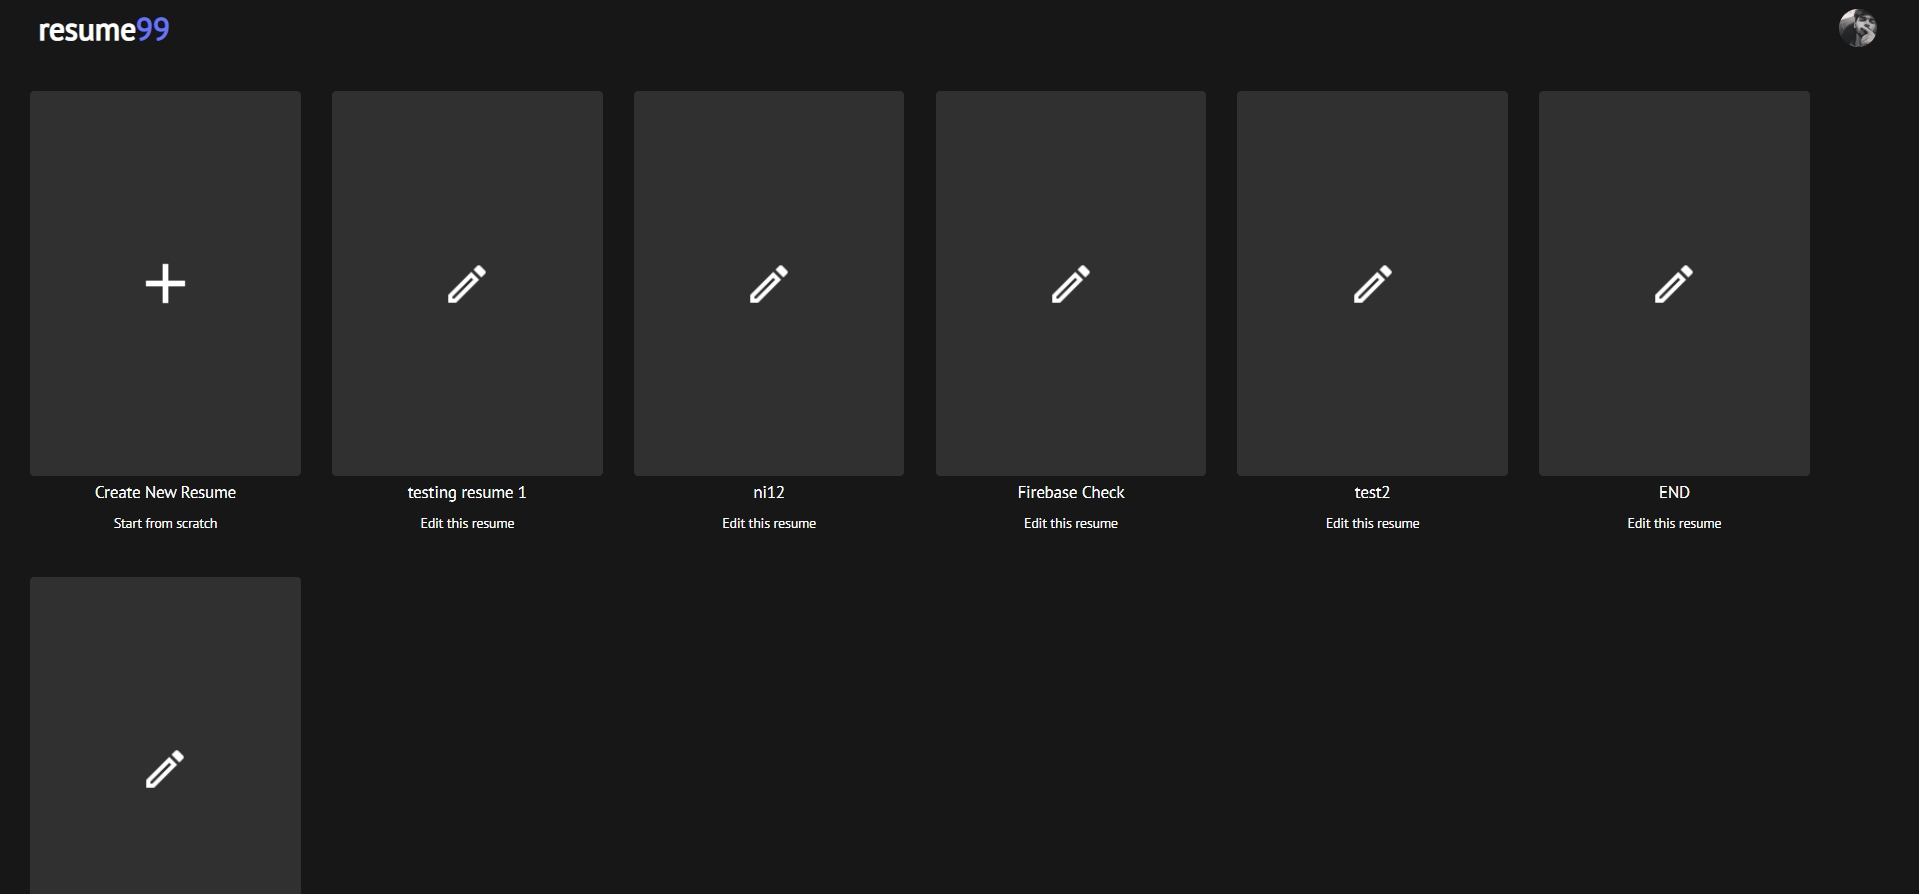 resume99
Create New Resume
Start from scratch
testing resume 1
Edit this resume
ni12
Edit this resume
Firebase Check
Edit this resume
test2
Edit this resume
END
Edit this resume